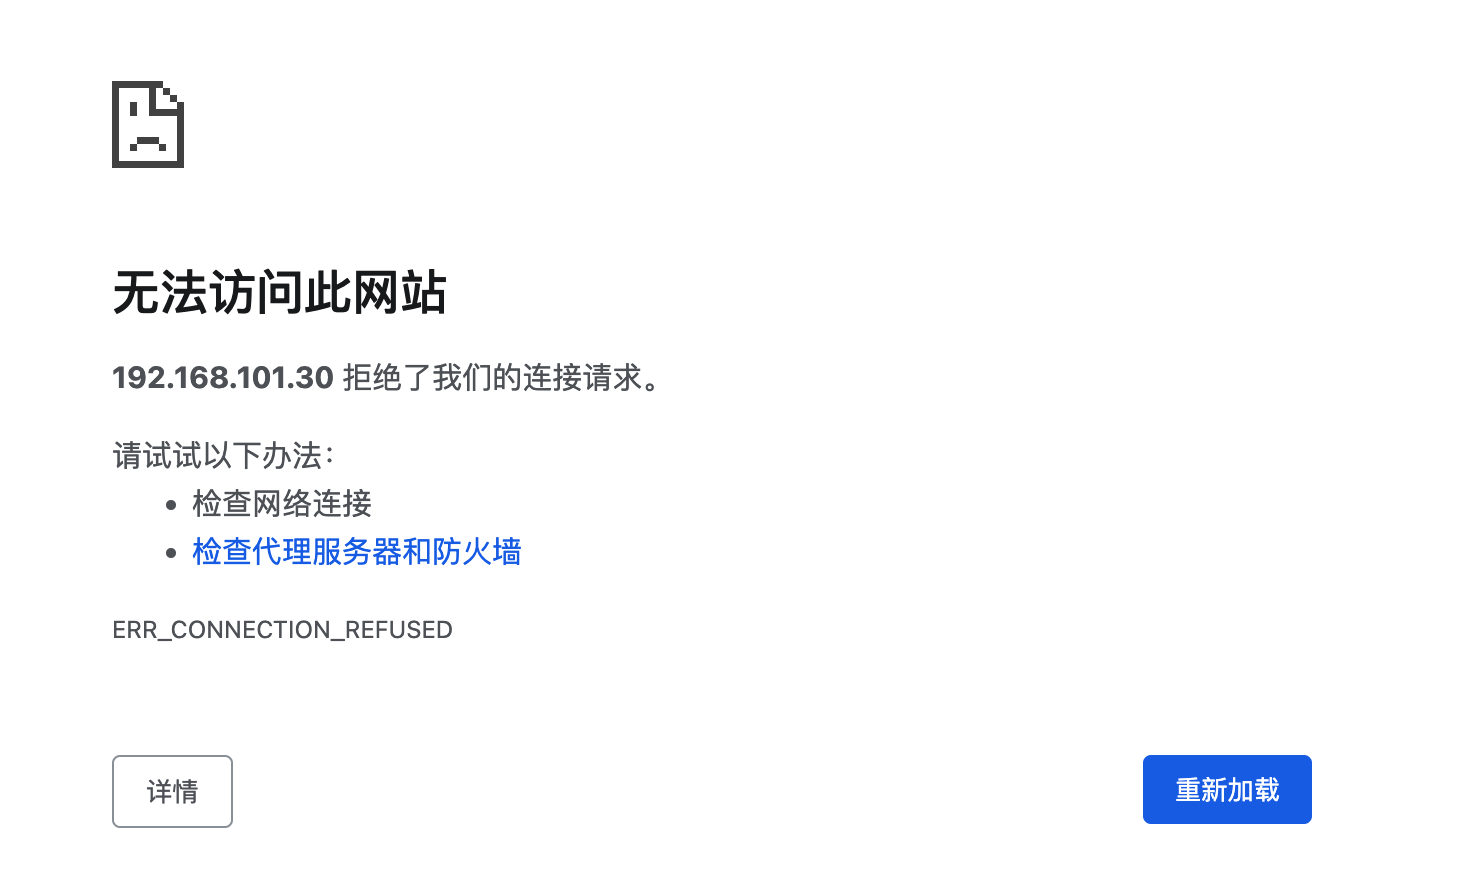 无法访问此网站
192.168.101.30 拒绝了我们的连接请求。
请试试以下办法：
• 检查网络连接
• 检查代理服务器和防火墙
ERR_CONNECTION_REFUSED
详情
重新加载